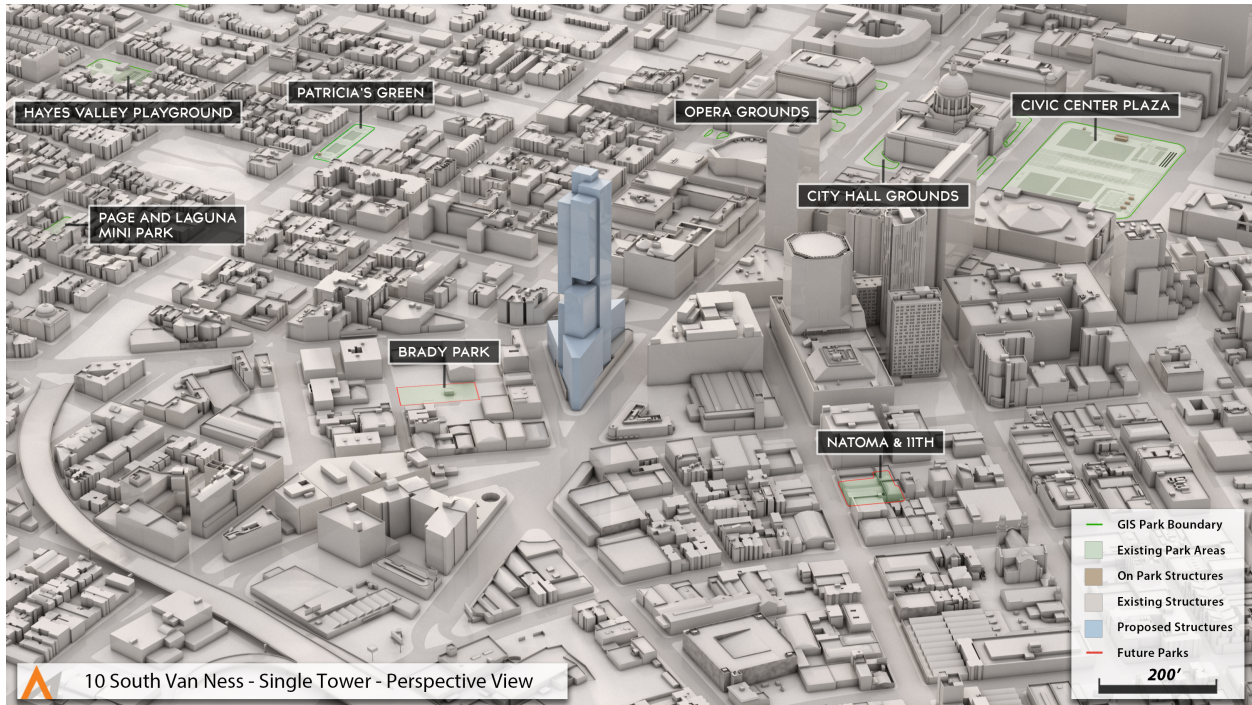 HAYES VALLEY PLAYGROUND
PATRICIA'S GREEN
OPERA GROUNDS
CIVIC CENTER PLAZA
CITY HALL GROUNDS
PAGE AND LAGUNA
MINI PARK
BRADY PARK
NATOMA & 11TH
GIS Park Boundary
Existing Park Areas
On Park Structures
Existing Structures
Proposed Structures
Future Parks
200'
10 South Van Ness - Single Tower - Perspective View